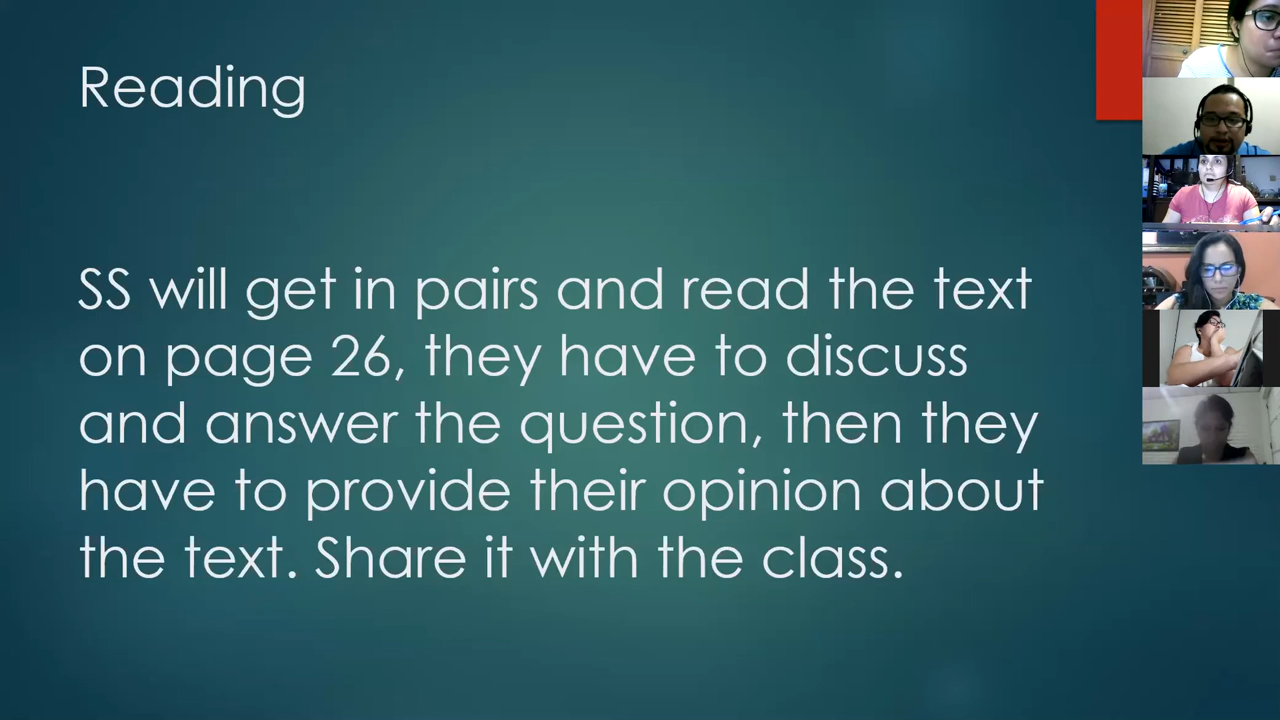 Reading
SS will get in pairs and read the text
on page 26, they have to discuss
and answer the question, then they
have to provide their opinion about
the text. Share it with the class.